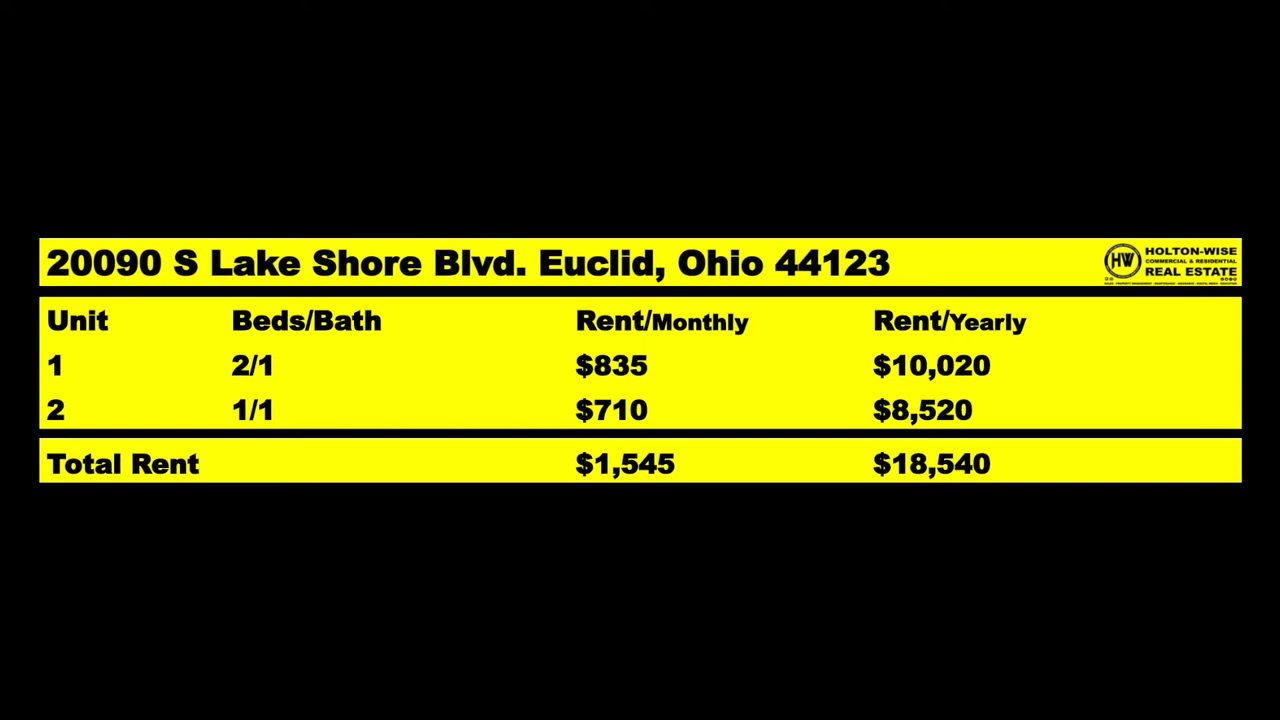 20090 S Lake Shore Blvd. Euclid, Ohio 44123
HW
HOLTON-WISE
COMMERCIAL & RESIDENTIAL
REAL ESTATE
Unit Beds/Bath Rent/Monthly Rent/Yearly
1 2/1 $835 $10,020
2 1/1 $710 $8,520
Total Rent $1,545 $18,540